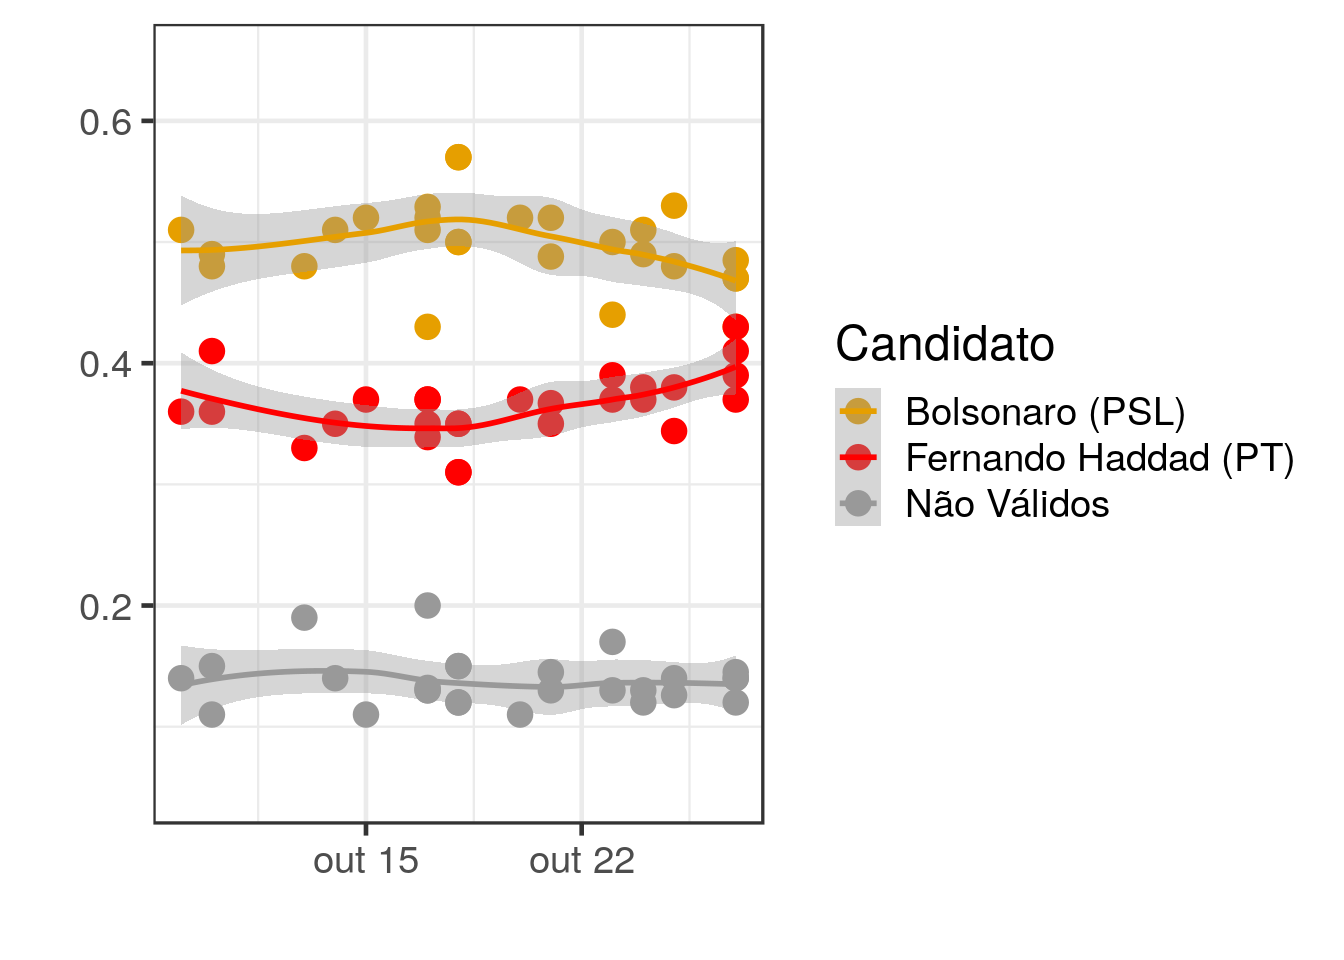 0.6
0.4
0.2
out 15
out 22
Candidato
Bolsonaro (PSL)
Fernando Haddad (PT)
Não Válidos